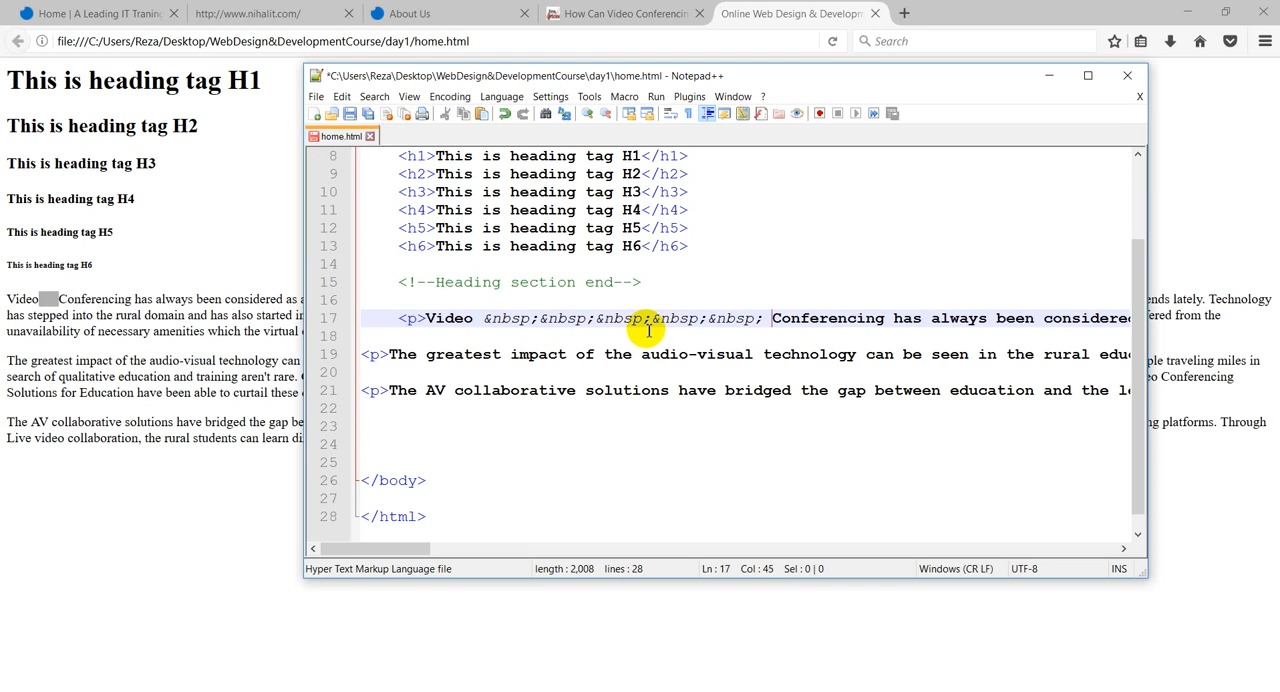 Home | A Leading IT Training
http://www.nihalit.com/
About Us
How Can Video Conferencin
Online Web Design & Developm
file:///C:/Users/Reza/Desktop/WebDesign&DevelopmentCourse/day1/home.html
Search
This is heading tag H1
This is heading tag H2
This is heading tag H3
This is heading tag H4
This is heading tag H5
This is heading tag H6
Video Conferencing has always been considered as a
ends lately. Technology
has stepped into the rural domain and has also started in
fered from the
unavailability of necessary amenities which the virtual
The greatest impact of the audio-visual technology can
ple traveling miles in
search of qualitative education and training aren't rare.
eo Conferencing
Solutions for Education have been able to curtail these
The AV collaborative solutions have bridged the gap be
ng platforms. Through
Live video collaboration, the rural students can learn di
*C:\Users\Reza\Desktop\WebDesign&DevelopmentCourse\day1\home.html - Notepad++
File Edit Search View Encoding Language Settings Tools Macro Run Plugins Window ? X
home.html
8 <h1>This is heading tag H1</h1>
9 <h2>This is heading tag H2</h2>
10 <h3>This is heading tag H3</h3>
11 <h4>This is heading tag H4</h4>
12 <h5>This is heading tag H5</h5>
13 <h6>This is heading tag H6</h6>
14
15 <!--Heading section end-->
16
17 <p>Video &nbsp;&nbsp;&nbsp;&nbsp;&nbsp; Conferencing has always been considered
18
19 <p>The greatest impact of the audio-visual technology can be seen in the rural edu
20
21 <p>The AV collaborative solutions have bridged the gap between education and the le
22
23
24
25
26 </body>
27
28 </html>
Hyper Text Markup Language file length : 2,008 lines : 28 Ln : 17 Col : 45 Sel : 0 | 0 Windows (CR LF) UTF-8 INS